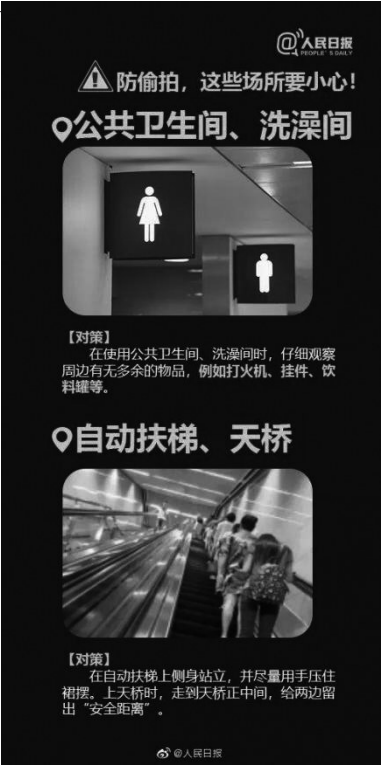 @人民日报
PEOPLE'S DAILY
防偷拍，这些场所要小心！
公共卫生间、洗澡间
【对策】
在使用公共卫生间、洗澡间时，仔细观察
周边有无多余的物品，例如打火机、挂件、饮
料罐等。
自动扶梯、天桥
【对策】
在自动扶梯上侧身站立，并尽量用手压住
裙摆。上天桥时，走到天桥正中间，给两边留
出“安全距离”。
@人民日报